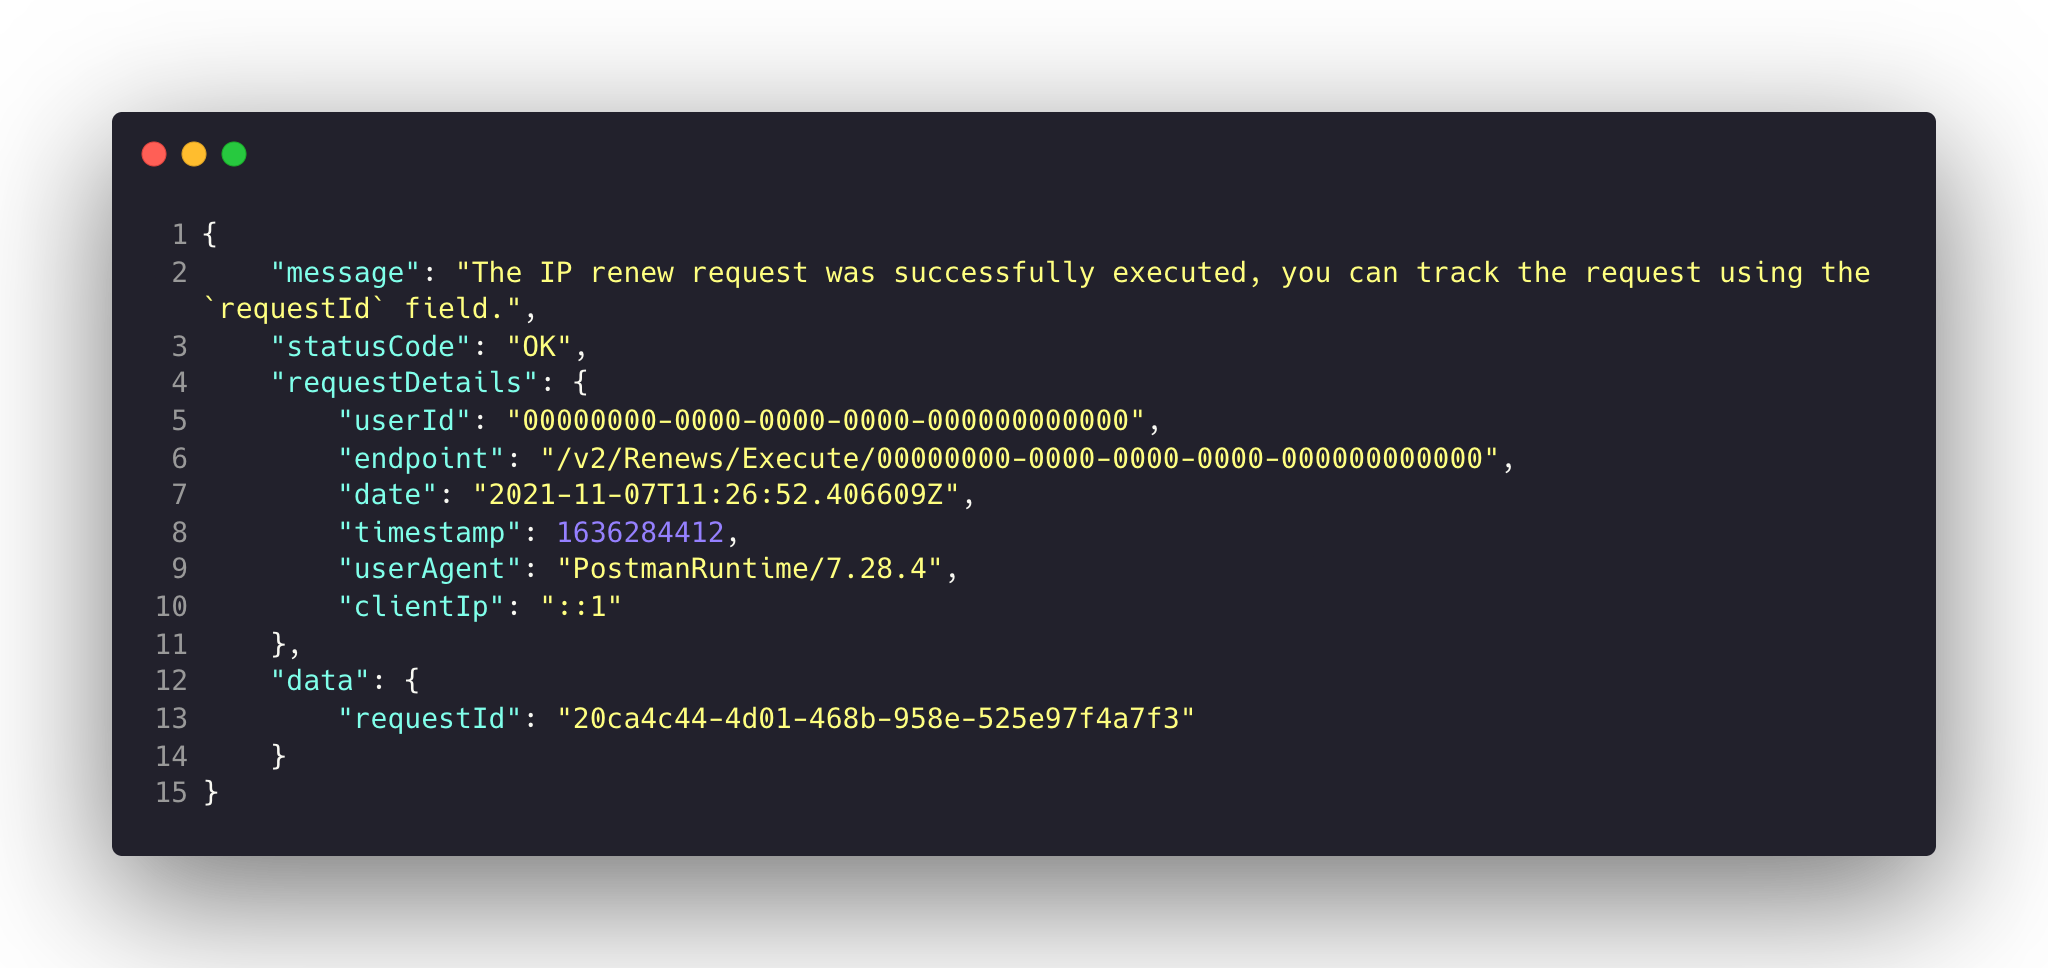 1 {
2     "message": "The IP renew request was successfully executed, you can track the request using the
`requestId` field.",
3     "statusCode": "OK",
4     "requestDetails": {
5         "userId": "00000000-0000-0000-0000-000000000000",
6         "endpoint": "/v2/Renews/Execute/00000000-0000-0000-0000-000000000000",
7         "date": "2021-11-07T11:26:52.406609Z",
8         "timestamp": 1636284412,
9         "userAgent": "PostmanRuntime/7.28.4",
10         "clientIp": "::1"
11     },
12     "data": {
13         "requestId": "20ca4c44-4d01-468b-958e-525e97f4a7f3"
14     }
15 }